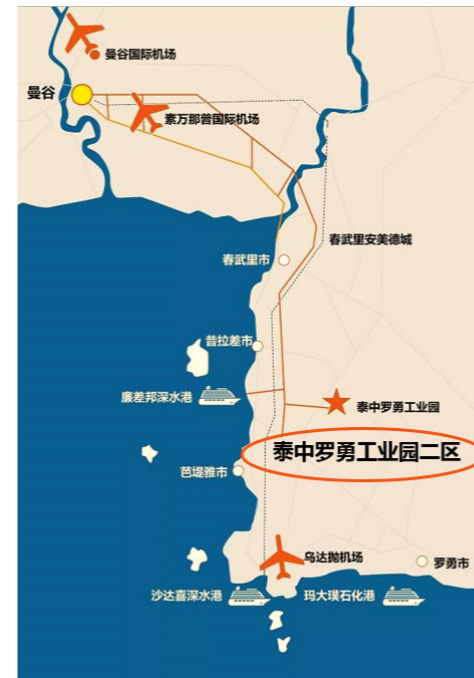 曼谷国际机场
曼谷
素万那普国际机场
春武里安美德城
春武里市
昔拉差市
廉差邦深水港
泰中罗勇工业园
泰中罗勇工业园二区
芭堤雅市
乌达抛机场
罗勇市
沙达喜深水港
玛大璞石化港